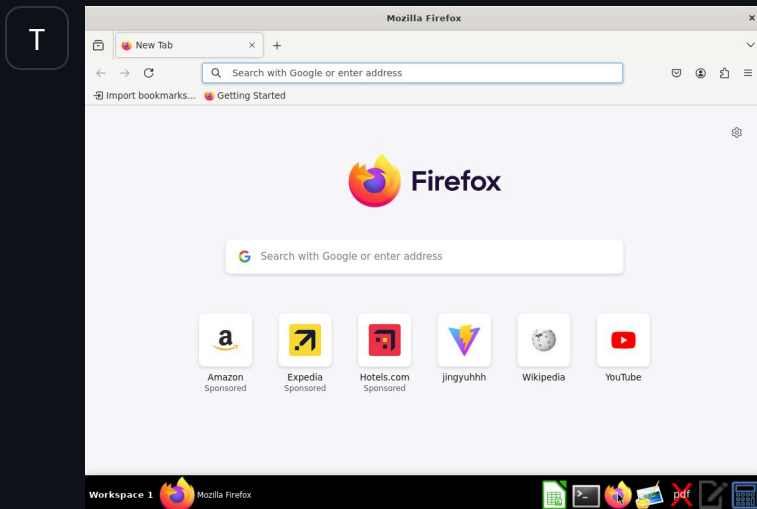 T
Mozilla Firefox
New Tab
Search with Google or enter address
Import bookmarks...
Getting Started
Firefox
Search with Google or enter address
Amazon
Sponsored
Expedia
Sponsored
Hotels.com
Sponsored
jingyuhhh
Wikipedia
YouTube
Workspace 1
Mozilla Firefox
pdf